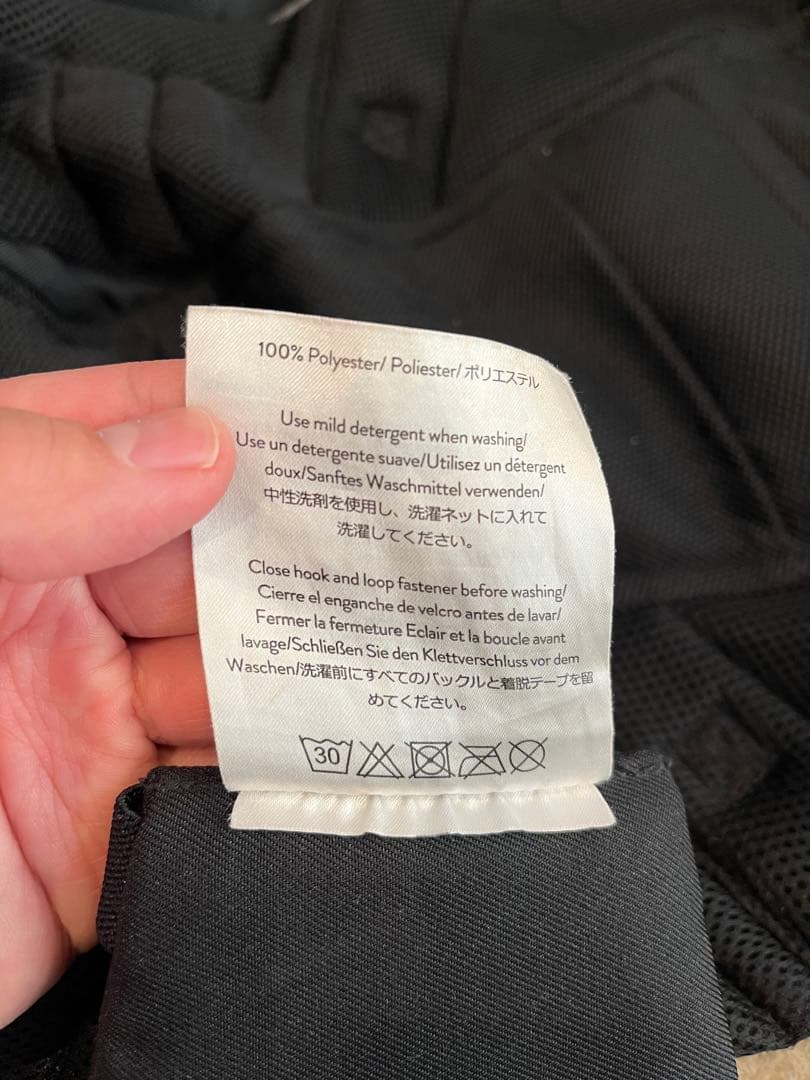 100% Polyester/ Poliester/ポリエステル
Use mild detergent when washing/
Use un detergente suave/Utilisez un détergent
doux/Sanftes Waschmittel verwenden/
中性洗剤を使用し、洗濯ネットに入れて
洗濯してください。
Close hook and loop fastener before washing/
Cierre el enganche de velcro antes de lavar/
Fermer la fermeture Eclair et la boucle avant
lavage/Schließen Sie den Klettverschluss vor dem
Waschen/洗濯前にすべてのバックルと着脱テープを留
めてください。
30